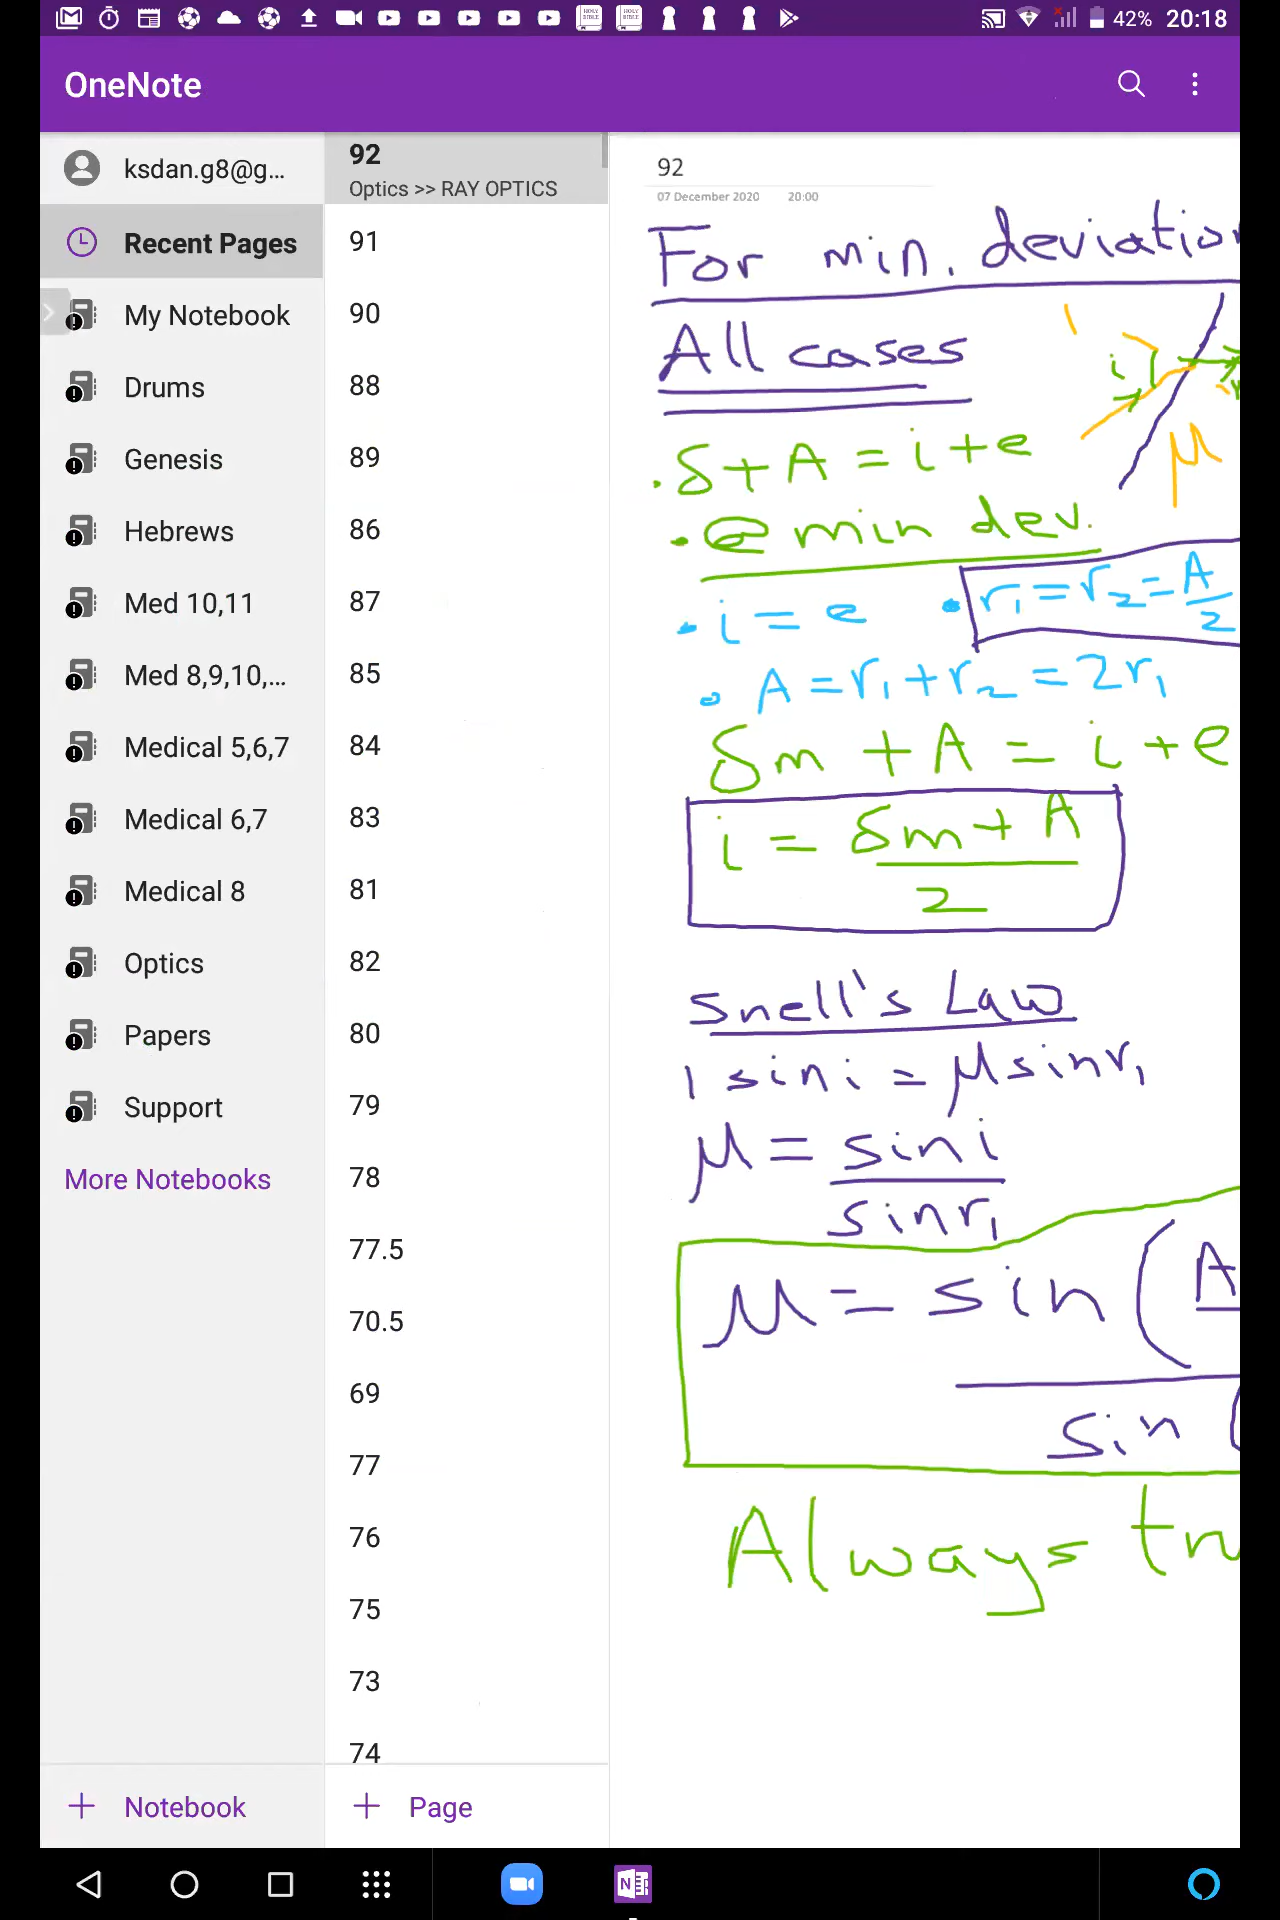 42% 20:18
OneNote
ksdan.g8@g...
Recent Pages
My Notebook
Drums
Genesis
Hebrews
Med 10,11
Med 8,9,10,...
Medical 5,6,7
Medical 6,7
Medical 8
Optics
Papers
Support
More Notebooks
+ Notebook
92
Optics >> RAY OPTICS
91
90
88
89
86
87
85
84
83
81
82
80
79
78
77.5
70.5
69
77
76
75
73
74
+ Page
92
07 December 2020 20:00
For min. deviation
All cases
i
μ
. δ + A = i + e
. @ min dev.
. i = e . r₁ = r₂ = A/2
. A = r₁ + r₂ = 2r₁
δm + A = i + e
i = δm + A / 2
Snell's Law
1 sin i = μ sin r₁
μ = sin i / sin r₁
μ = sin (A
sin (
Always